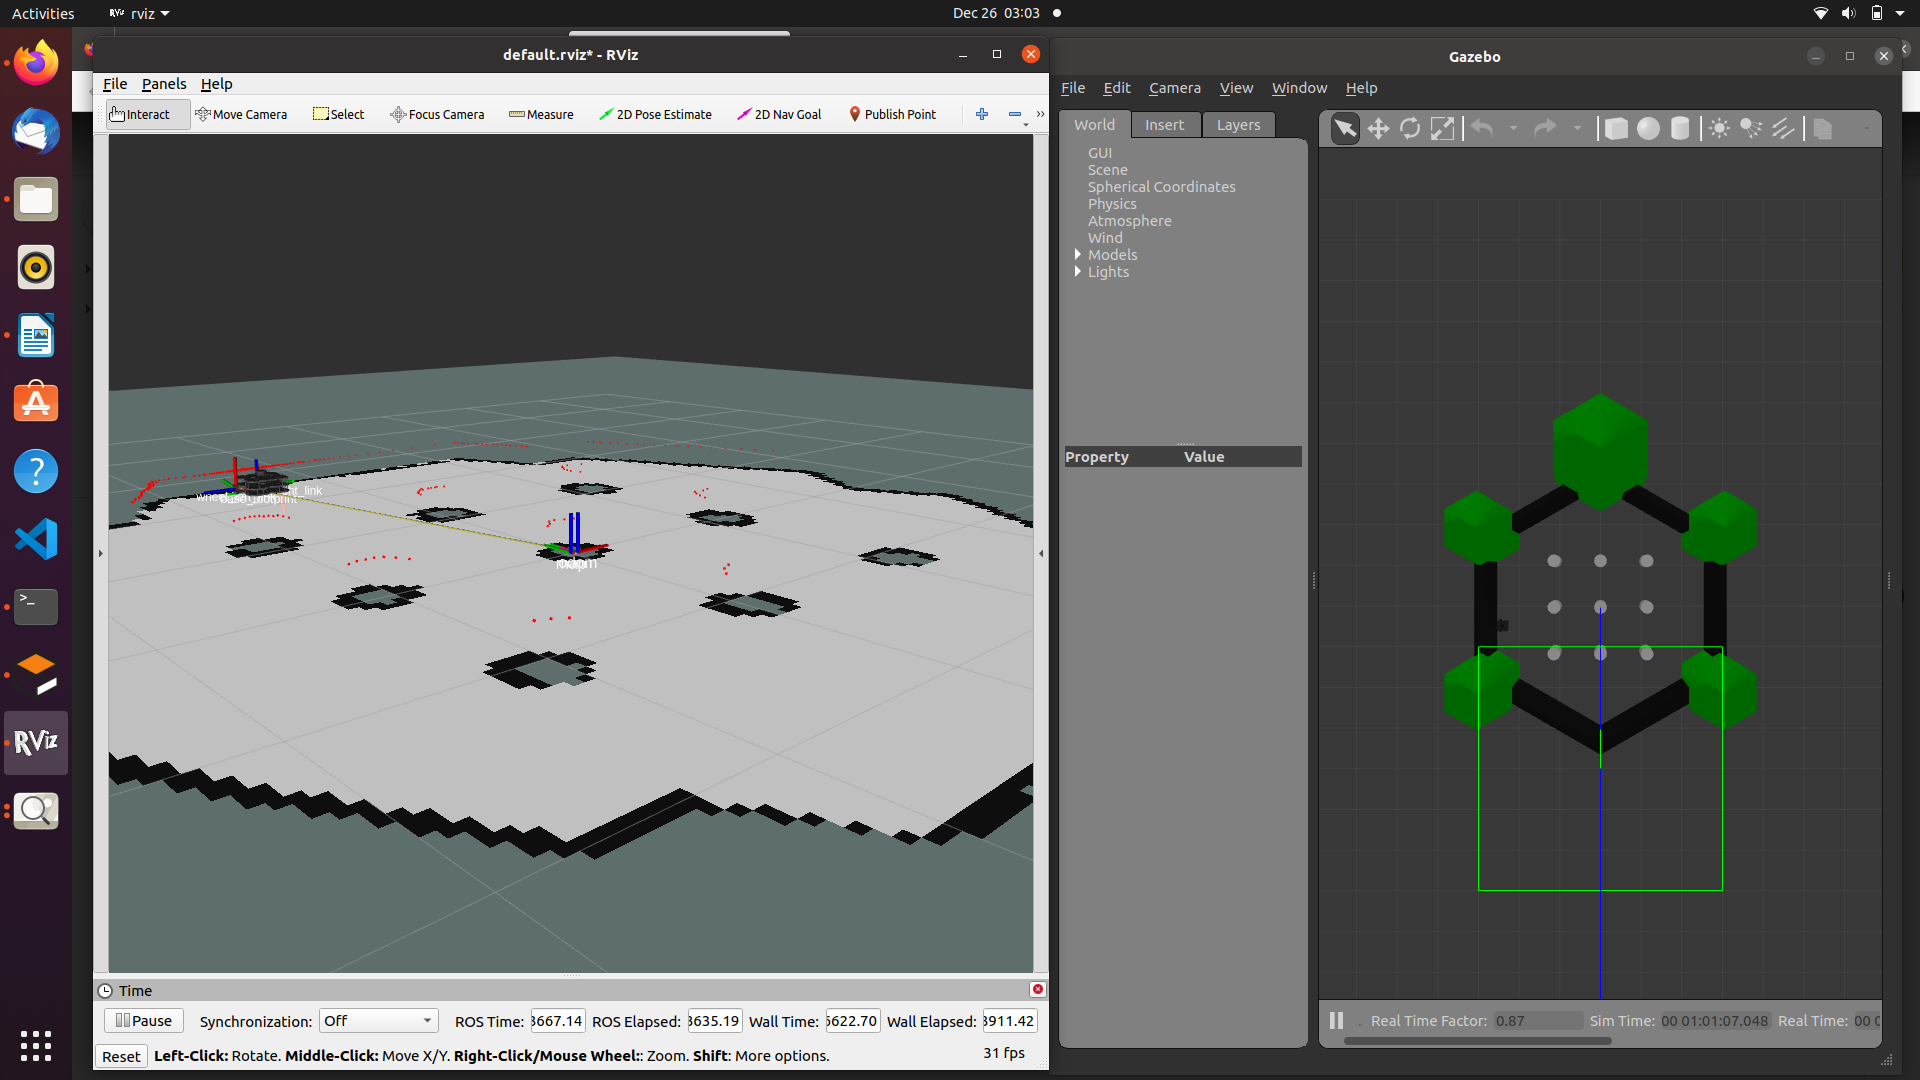 Activities
RViz rviz
Dec 26 03:03
default.rviz* - RViz
File Panels Help
Interact Move Camera Select Focus Camera Measure 2D Pose Estimate 2D Nav Goal Publish Point »
Time
Pause Synchronization: Off ROS Time: 3667.14 ROS Elapsed: 3635.19 Wall Time: 5622.70 Wall Elapsed: 3911.42
Reset Left-Click: Rotate. Middle-Click: Move X/Y. Right-Click/Mouse Wheel:: Zoom. Shift: More options. 31 fps
Gazebo
File Edit Camera View Window Help
World Insert Layers
GUI
Scene
Spherical Coordinates
Physics
Atmosphere
Wind
Models
Lights
Property Value
Real Time Factor: 0.87 Sim Time: 00 01:01:07.048 Real Time: 00
RViz